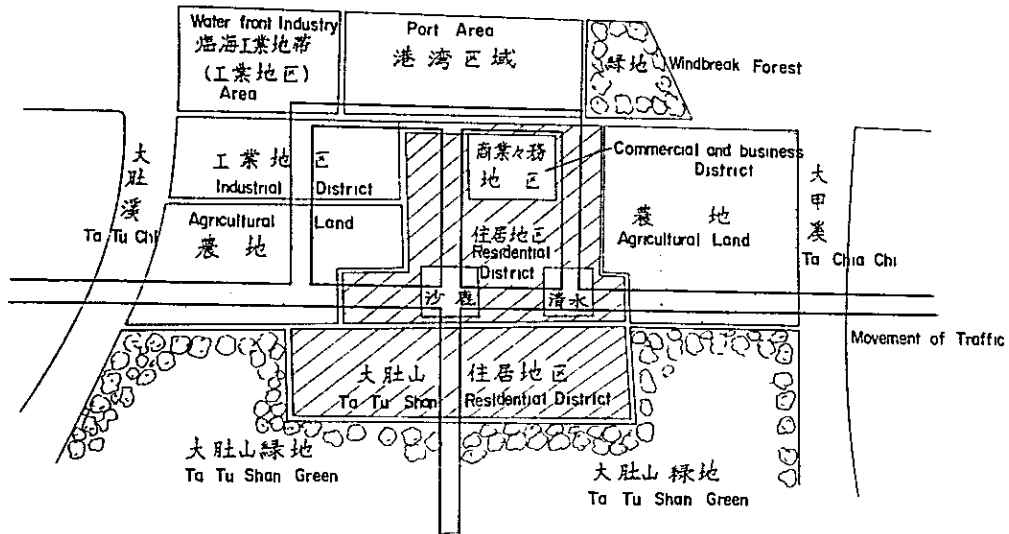 Water front Industry
臨海工業地帯
(工業地区)
Area
Port Area
港湾区域
緑地
Windbreak Forest
大肚溪
Ta Tu Chi
工業地区
Industrial District
商業々務
地区
Commercial and business
District
大甲溪
Ta Chia Chi
Agricultural Land
農地
住居地区
Residential
District
農地
Agricultural Land
沙鹿
清水
Movement of Traffic
大肚山 住居地区
Ta Tu Shan Residential District
大肚山緑地
Ta Tu Shan Green
大肚山緑地
Ta Tu Shan Green